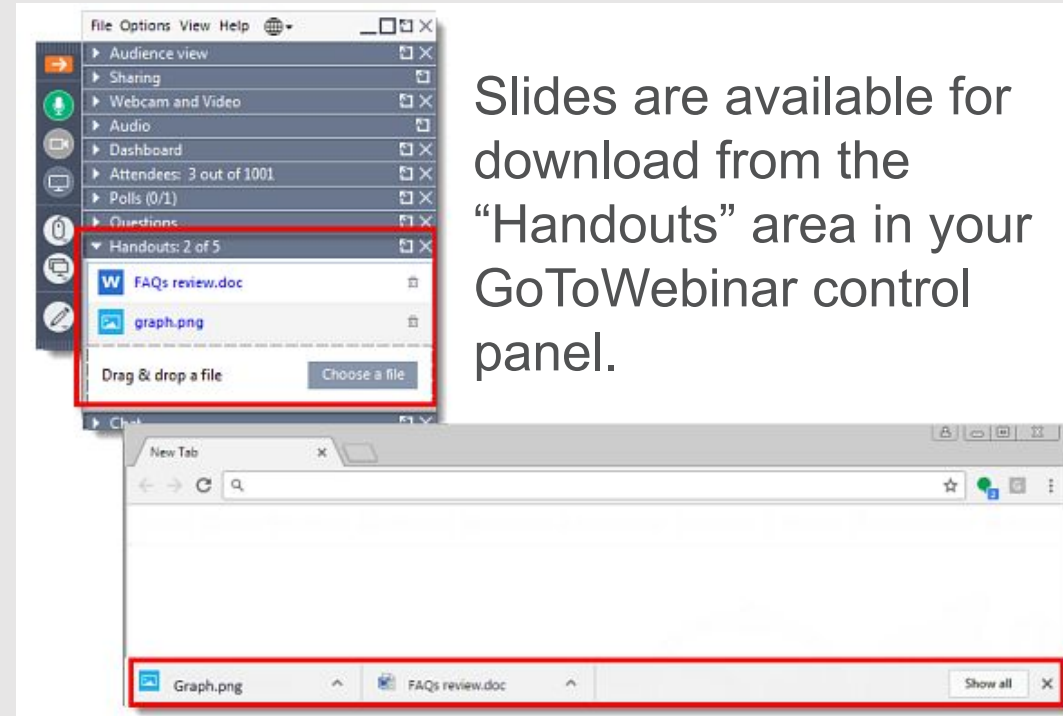 File Options View Help
Audience view
Sharing
Webcam and Video
Audio
Dashboard
Attendees: 3 out of 1001
Polls (0/1)
Questions
Handouts: 2 of 5
W FAQs review.doc
graph.png
Drag & drop a file Choose a file
Chat
Slides are available for
download from the
“Handouts” area in your
GoToWebinar control
panel.
New Tab
Graph.png FAQs review.doc Show all